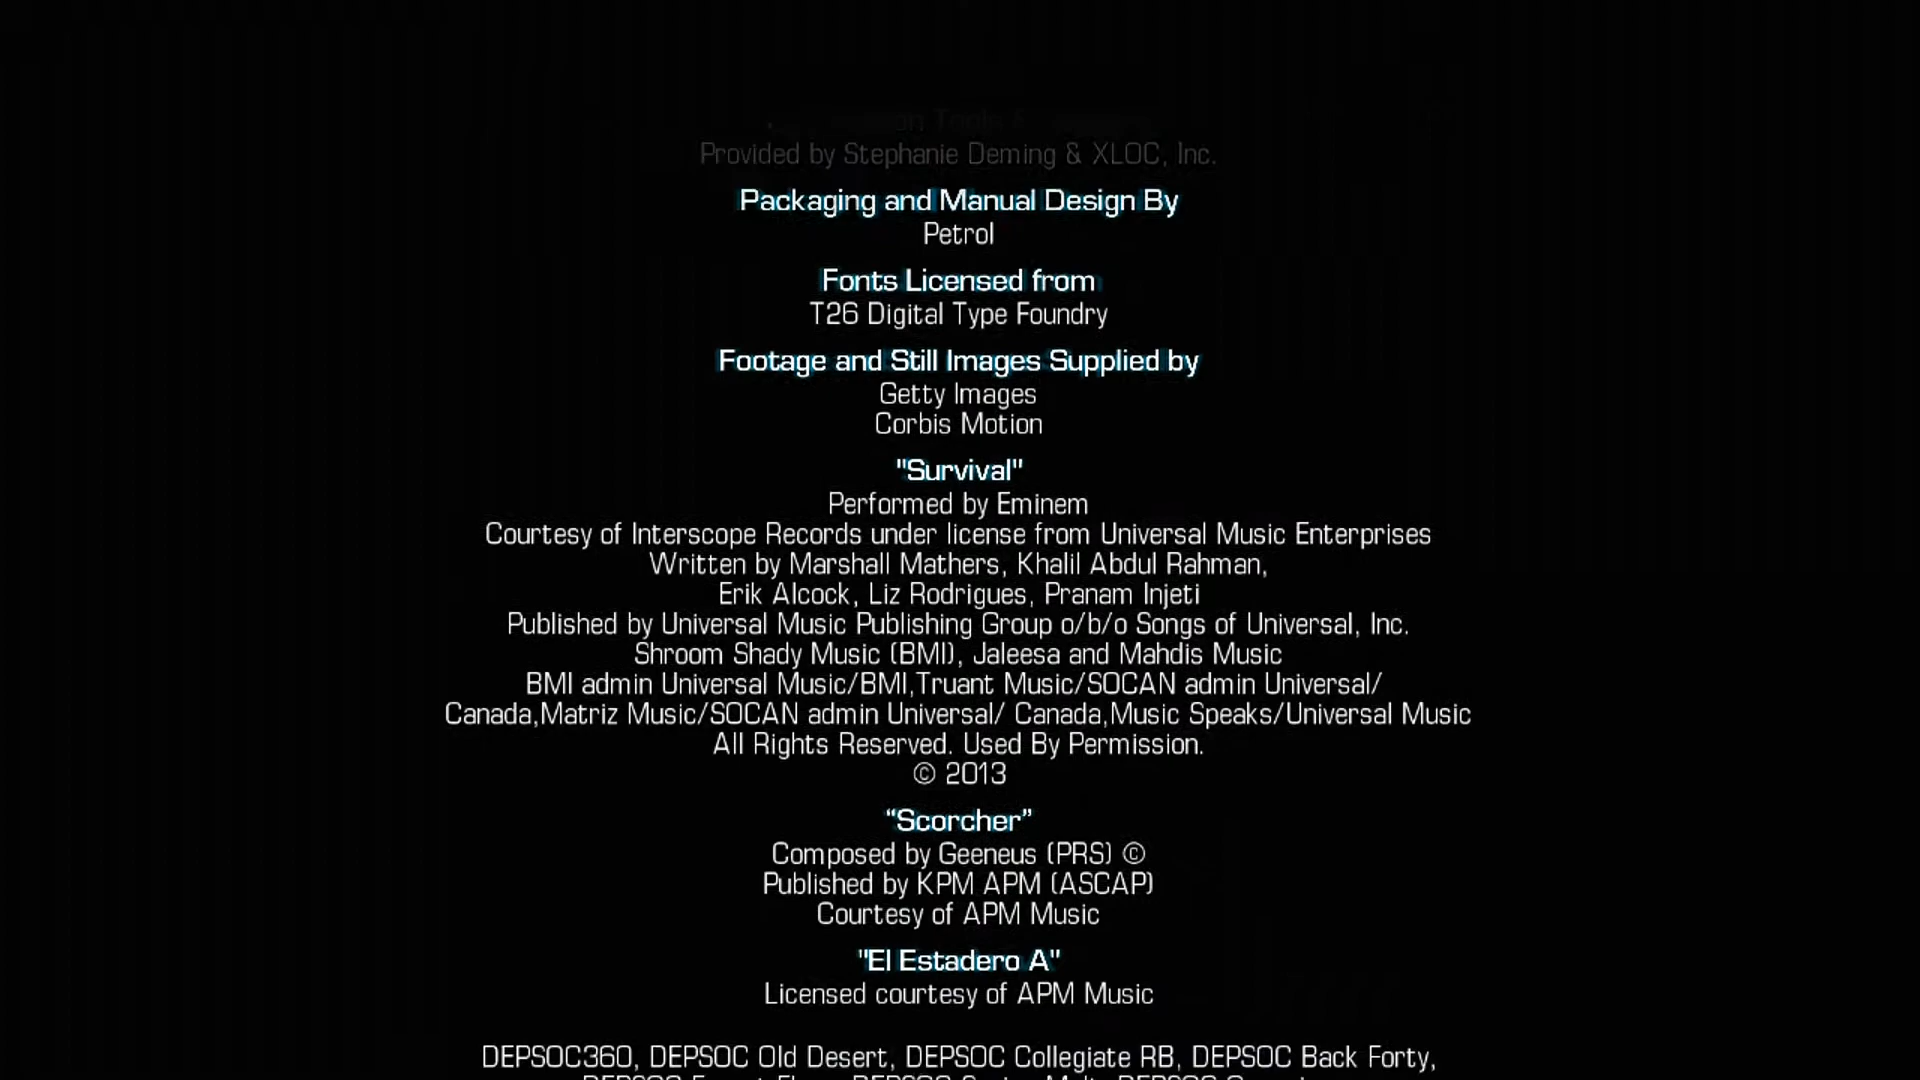 Provided by Stephanie Deming & XLOC, Inc.
Packaging and Manual Design By
Petrol
Fonts Licensed from
T26 Digital Type Foundry
Footage and Still Images Supplied by
Getty Images
Corbis Motion
"Survival"
Performed by Eminem
Courtesy of Interscope Records under license from Universal Music Enterprises
Written by Marshall Mathers, Khalil Abdul Rahman,
Erik Alcock, Liz Rodrigues, Pranam Injeti
Published by Universal Music Publishing Group o/b/o Songs of Universal, Inc.
Shroom Shady Music (BMI), Jaleesa and Mahdis Music
BMI admin Universal Music/BMI,Truant Music/SOCAN admin Universal/
Canada,Matriz Music/SOCAN admin Universal/ Canada,Music Speaks/Universal Music
All Rights Reserved. Used By Permission.
© 2013
“Scorcher”
Composed by Geeneus (PRS) ©
Published by KPM APM (ASCAP)
Courtesy of APM Music
"El Estadero A"
Licensed courtesy of APM Music
DEPSOC360, DEPSOC Old Desert, DEPSOC Collegiate RB, DEPSOC Back Forty,